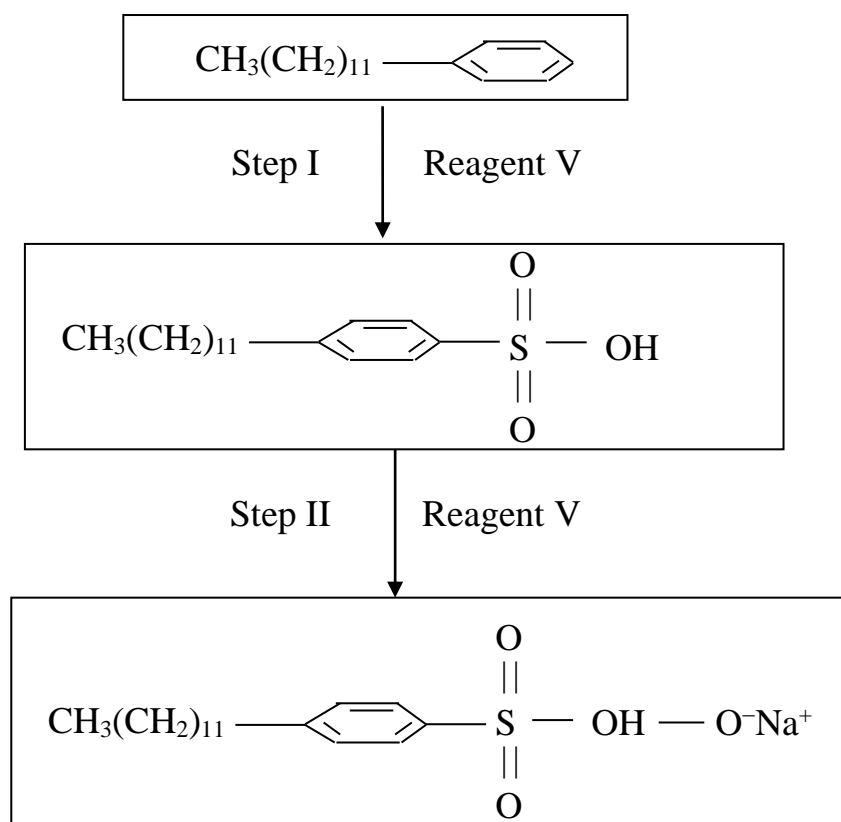 CH₃(CH₂)₁₁
Step I Reagent V
O
CH₃(CH₂)₁₁ S OH
O
Step II Reagent V
O
CH₃(CH₂)₁₁ S OH O⁻Na⁺
O